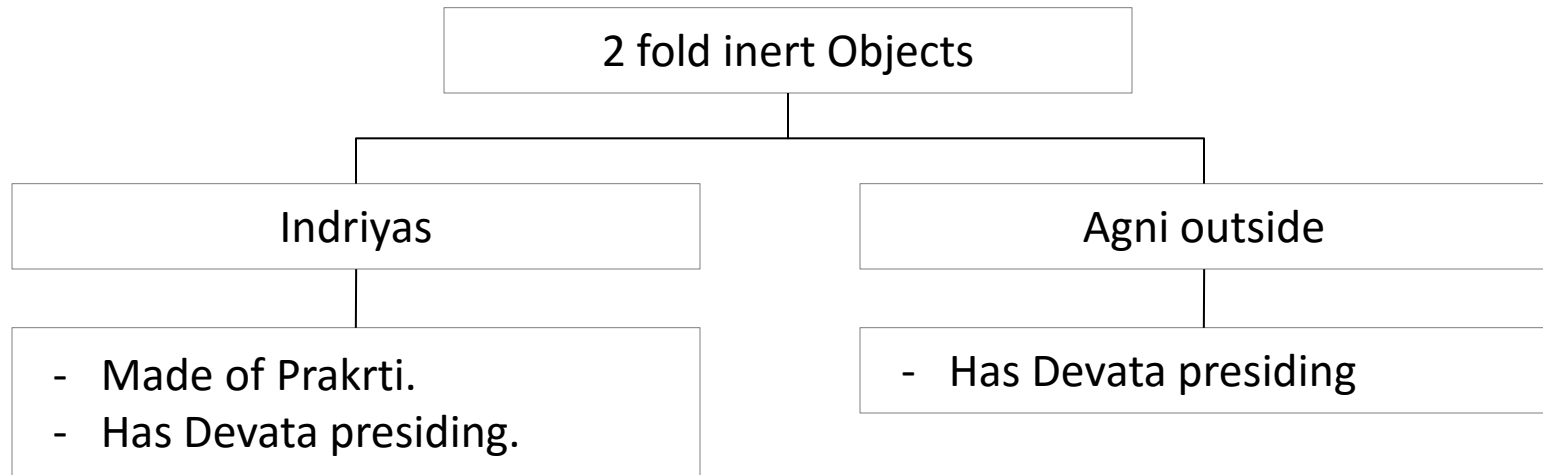 2 fold inert Objects
Indriyas
Agni outside
- Made of Prakrti.
- Has Devata presiding.
- Has Devata presiding